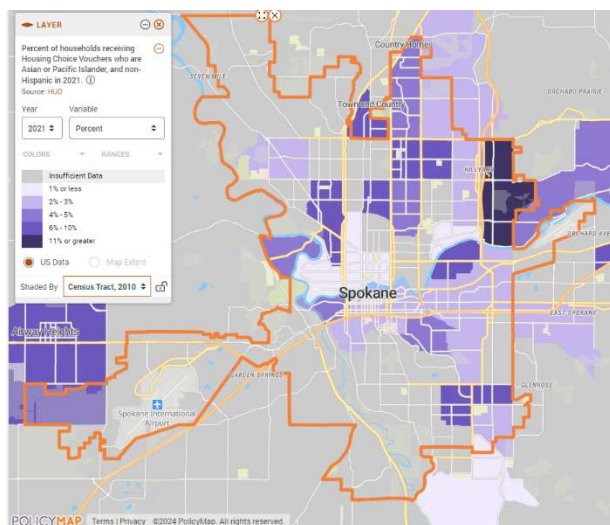 LAYER
Percent of households receiving
Housing Choice Vouchers who are
Asian or Pacific Islander, and non-
Hispanic in 2021.
Source: HUD
Year Variable
2021 Percent
COLORS RANGES
Insufficient Data
1% or less
2% - 3%
4% - 5%
6% - 10%
11% or greater
US Data Map Extent
Shaded By Census Tract, 2010
Country Homes
SEVEN MILE
Town and Country
ORCHARD PRAIRIE
HILLYARD
ORCHARD AVE
Spokane
EAST SPOKANE
Airway Heights
GARDEN SPRINGS
GLENROSE
Spokane International
Airport
POLICYMAP Terms | Privacy ©2024 PolicyMap. All rights reserved.